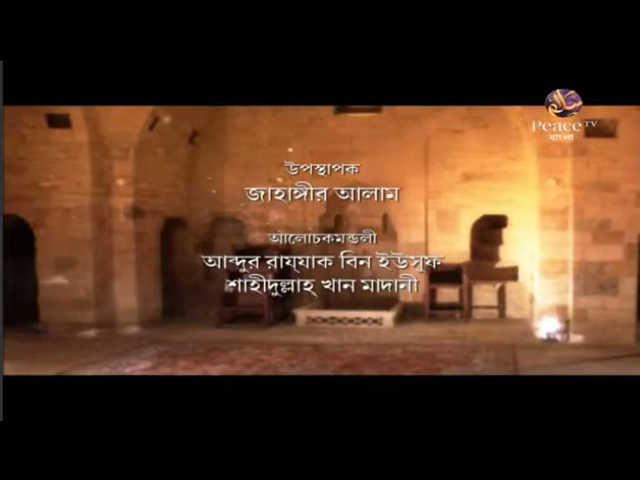 Peace TV
বাংলা
উপস্থাপক
জাহাঙ্গীর আলাম
আলোচকমন্ডলী
আব্দুর রায্যাক বিন ইউসুফ
শাহীদুল্লাহ্ খান মাদানী